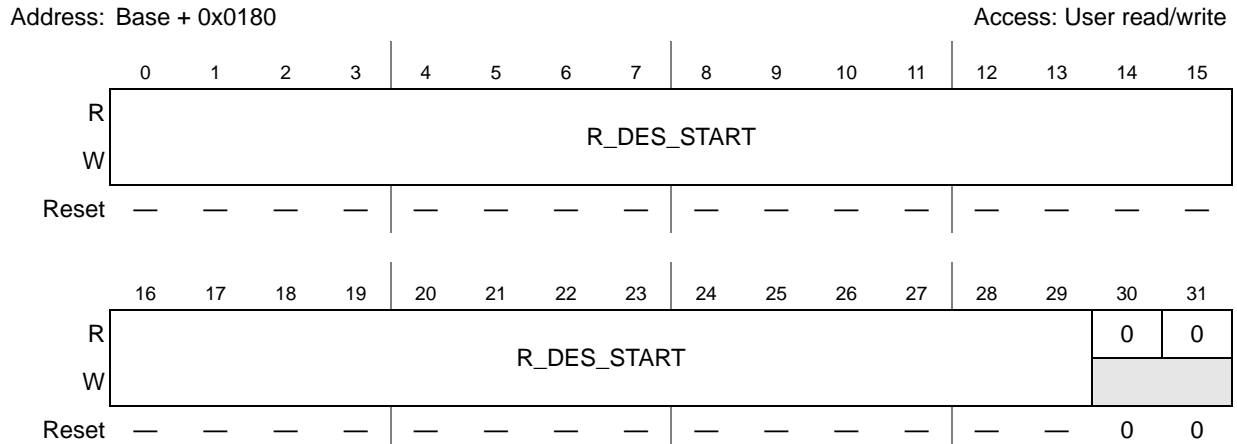 Address: Base + 0x0180 Access: User read/write
0 1 2 3 4 5 6 7 8 9 10 11 12 13 14 15
R
R_DES_START
W
Reset — — — — — — — — — — — — — — — —
16 17 18 19 20 21 22 23 24 25 26 27 28 29 30 31
R 0 0
R_DES_START
W
Reset — — — — — — — — — — — — — — 0 0